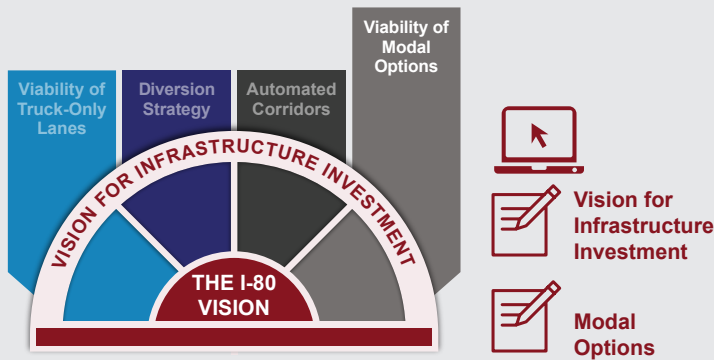 Viability of
Truck-Only
Lanes
Diversion
Strategy
Automated
Corridors
Viability of
Modal
Options
VISION FOR INFRASTRUCTURE INVESTMENT
THE I-80
VISION
Vision for
Infrastructure
Investment
Modal
Options